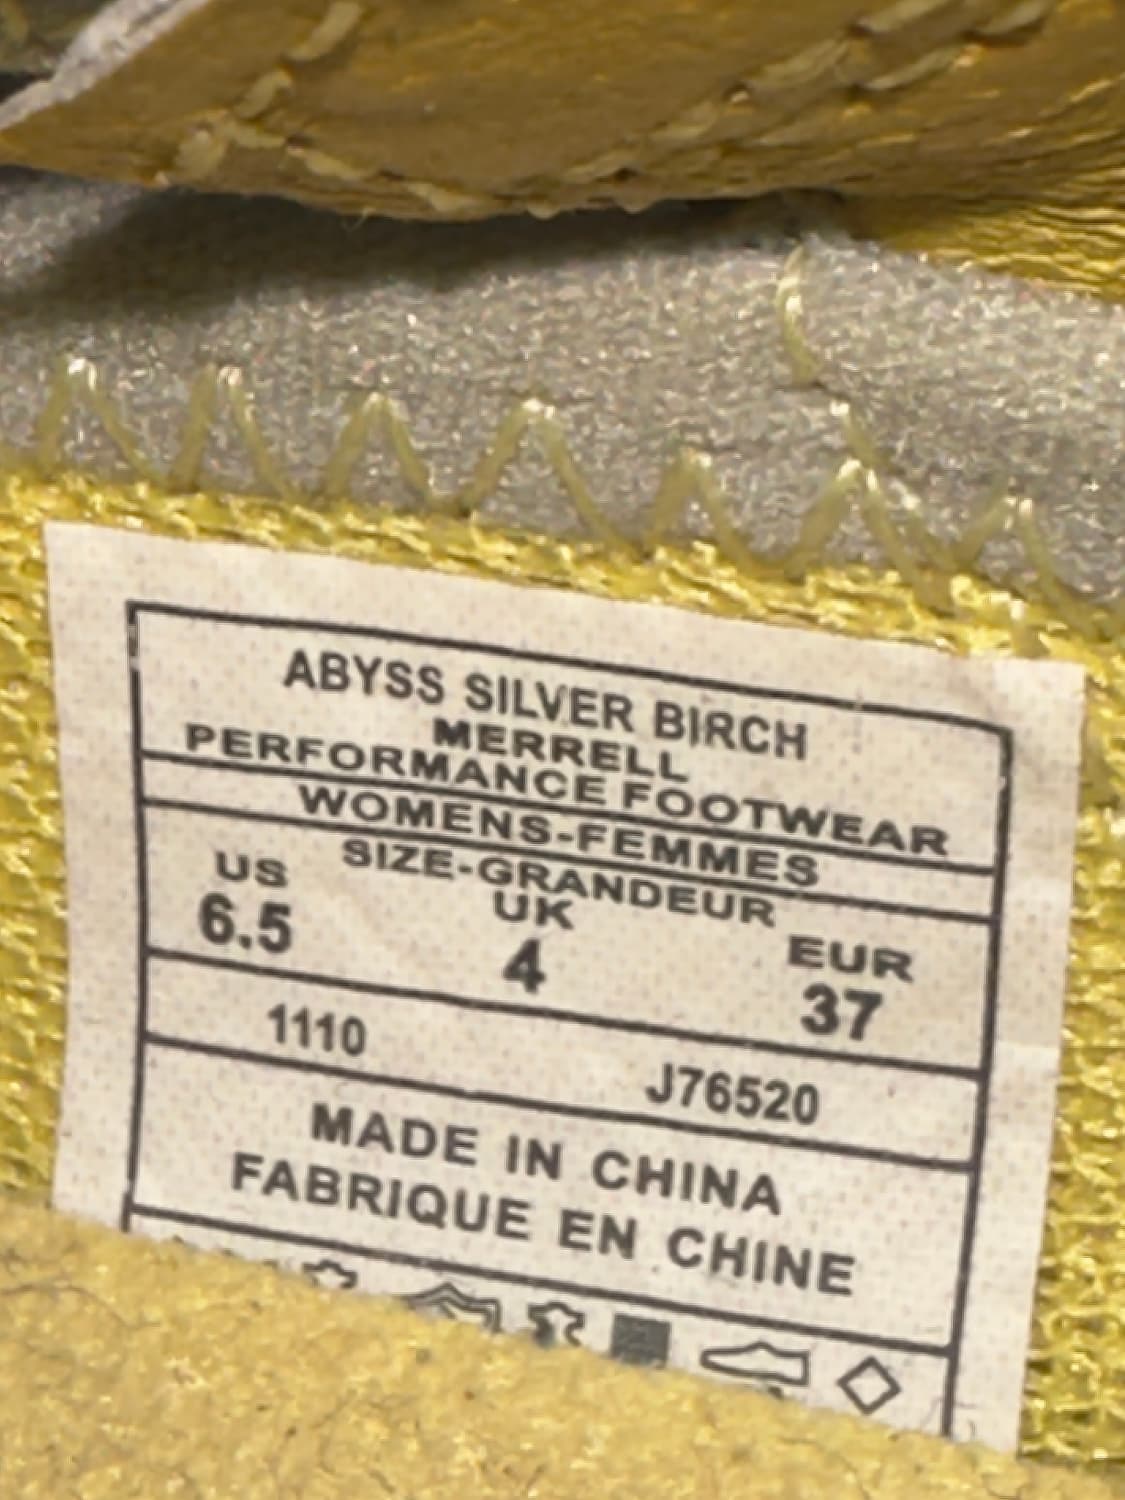 ABYSS SILVER BIRCH
MERRELL
PERFORMANCE FOOTWEAR
WOMENS-FEMMES
SIZE-GRANDEUR
US UK EUR
6.5 4 37
1110 J76520
MADE IN CHINA
FABRIQUE EN CHINE